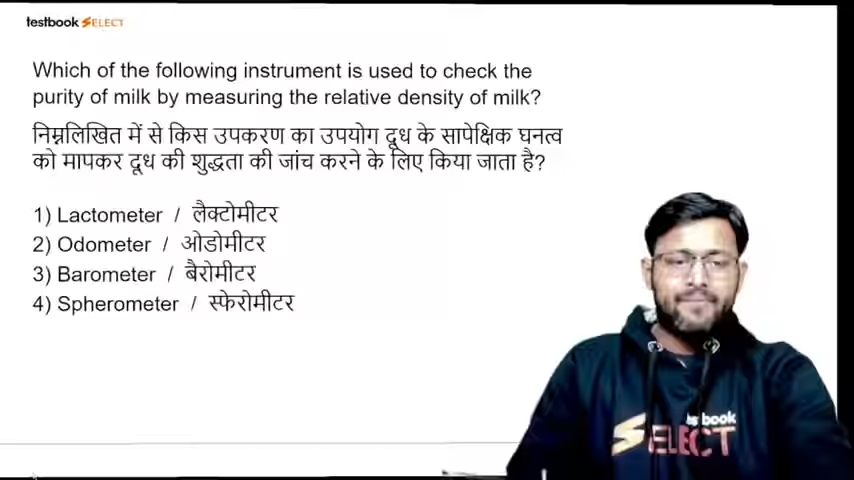 testbook SELECT
Which of the following instrument is used to check the
purity of milk by measuring the relative density of milk?
निम्नलिखित में से किस उपकरण का उपयोग दूध के सापेक्षिक घनत्व
को मापकर दूध की शुद्धता की जांच करने के लिए किया जाता है?
1) Lactometer / लैक्टोमीटर
2) Odometer / ओडोमीटर
3) Barometer / बैरोमीटर
4) Spherometer / स्फेरोमीटर
testbook
SELECT